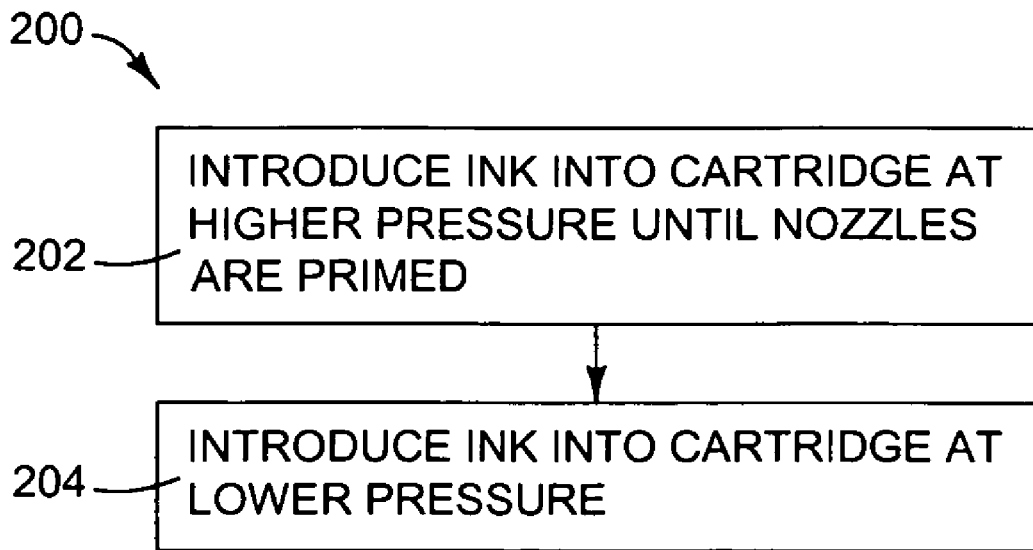 200
INTRODUCE INK INTO CARTRIDGE AT
HIGHER PRESSURE UNTIL NOZZLES
ARE PRIMED
202
INTRODUCE INK INTO CARTRIDGE AT
LOWER PRESSURE
204